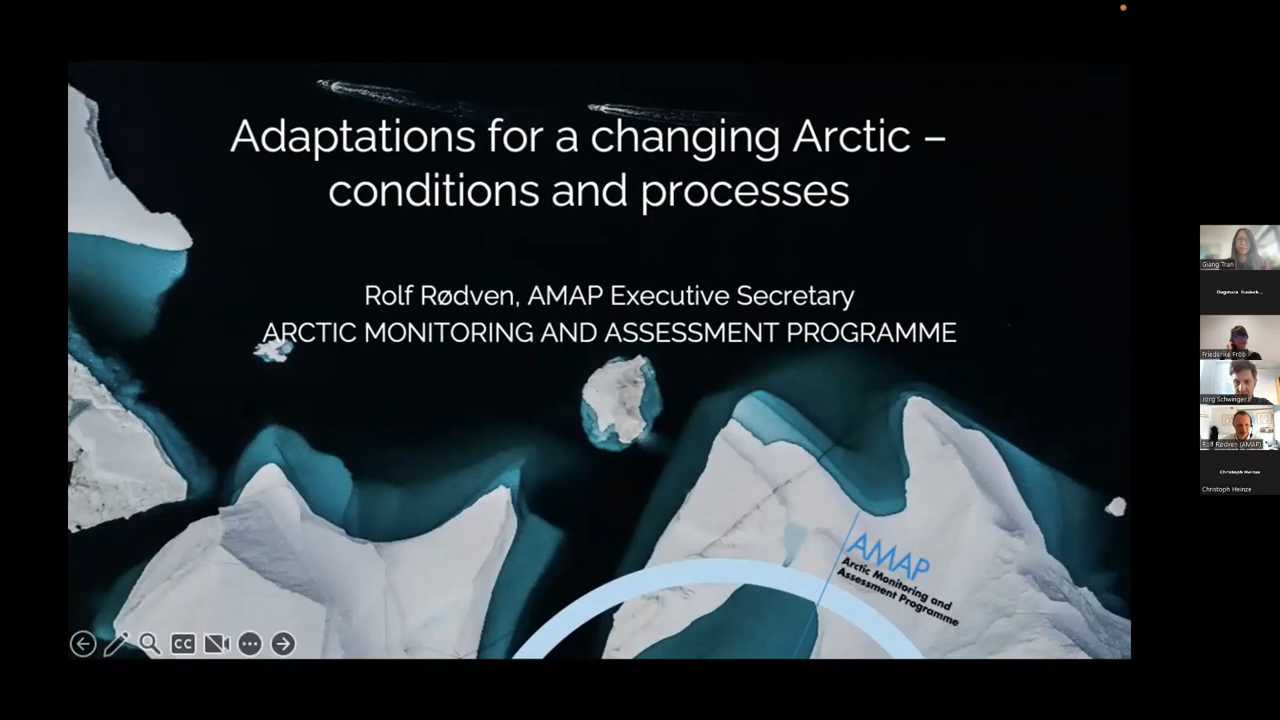 Adaptations for a changing Arctic –
conditions and processes
Rolf Rødven, AMAP Executive Secretary
ARCTIC MONITORING AND ASSESSMENT PROGRAMME
AMAP
Arctic Monitoring and
Assessment Programme
CC
Giang Tran
Friederike Fröb
Jörg Schwinger
Rolf Rødven (AMAP)
Christoph Heinze
Christoph Heinze